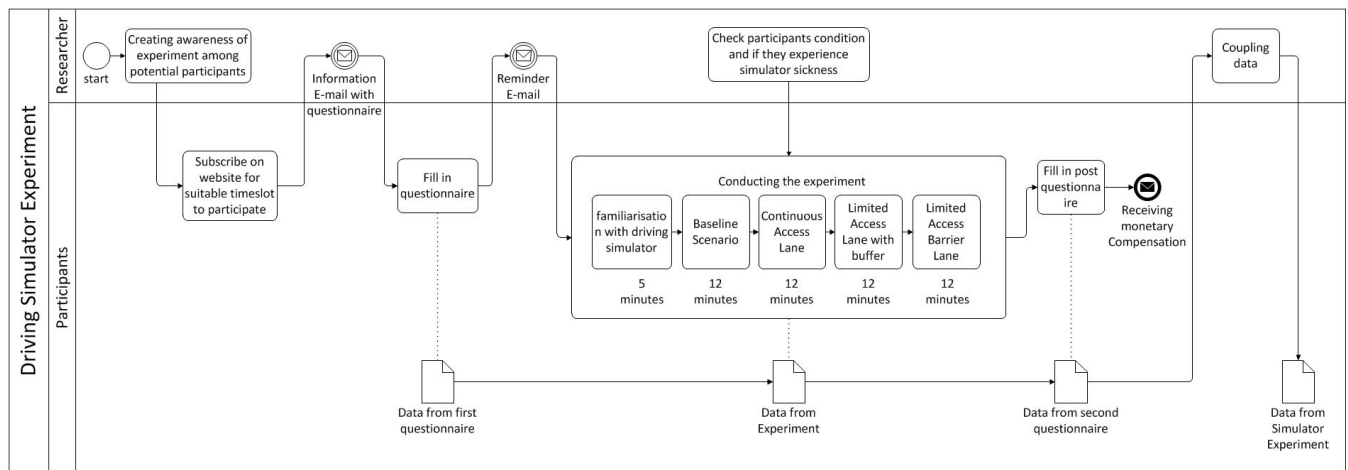 Driving Simulator Experiment
Researcher
Participants
start
Creating awareness of
experiment among
potential participants
Information
E-mail with
questionnaire
Reminder
E-mail
Check participants condition
and if they experience
simulator sickness
Coupling
data
Subscribe on
website for
suitable timeslot
to participate
Fill in
questionnaire
Conducting the experiment
familiarisatio
n with driving
simulator
Baseline
Scenario
Continuous
Access
Lane
Limited
Access
Lane with
buffer
Limited
Access
Barrier
Lane
5
minutes
12
minutes
12
minutes
12
minutes
12
minutes
Fill in post
questionna
ire
Receiving
monetary
Compensation
Data from first
questionnaire
Data from
Experiment
Data from second
questionnaire
Data from
Simulator
Experiment